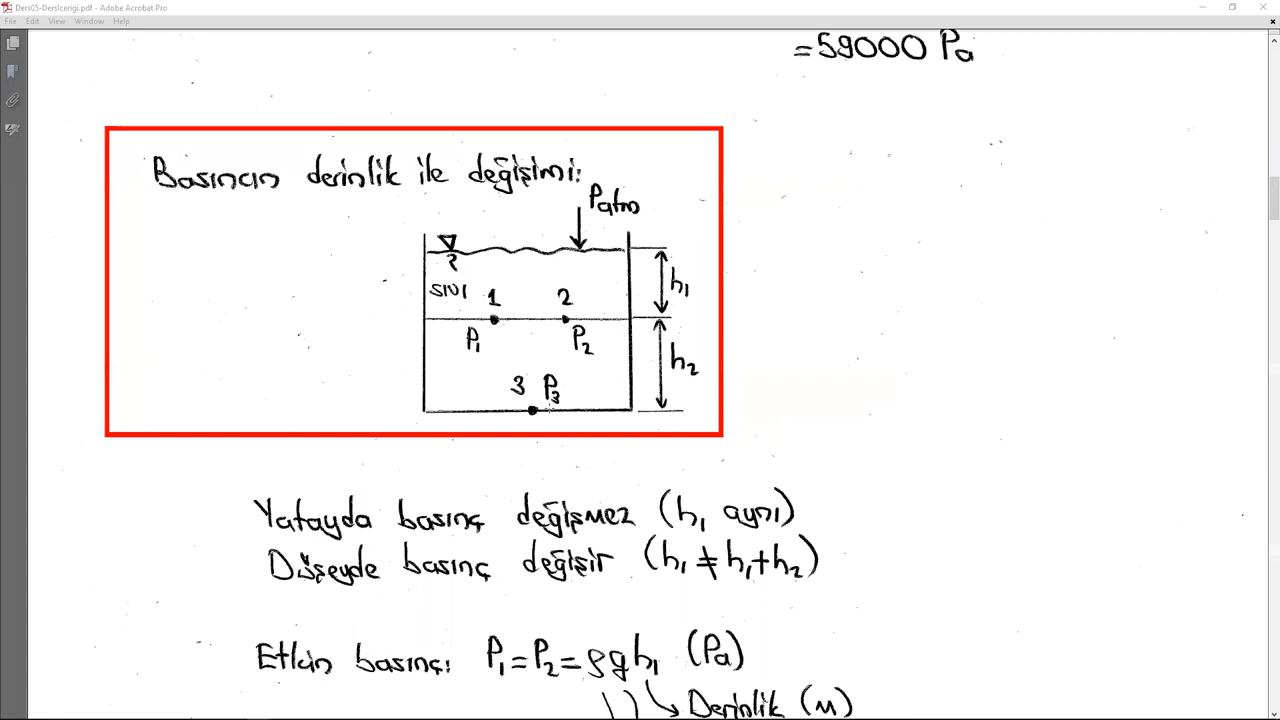 Ders05-DersIcerigi.pdf - Adobe Acrobat Pro
File Edit View Window Help
=59000 Pa
Basıncın derinlik ile değişimi:
Patm
SIVI
h1
1 2
P1 P2
h2
3 P3
Yatayda basınç değişmez (h1 aynı)
Düşeyde basınç değişir (h1 ≠ h1+h2)
Etkin basınç: P1=P2=ρgh1 (Pa)
Derinlik (m)